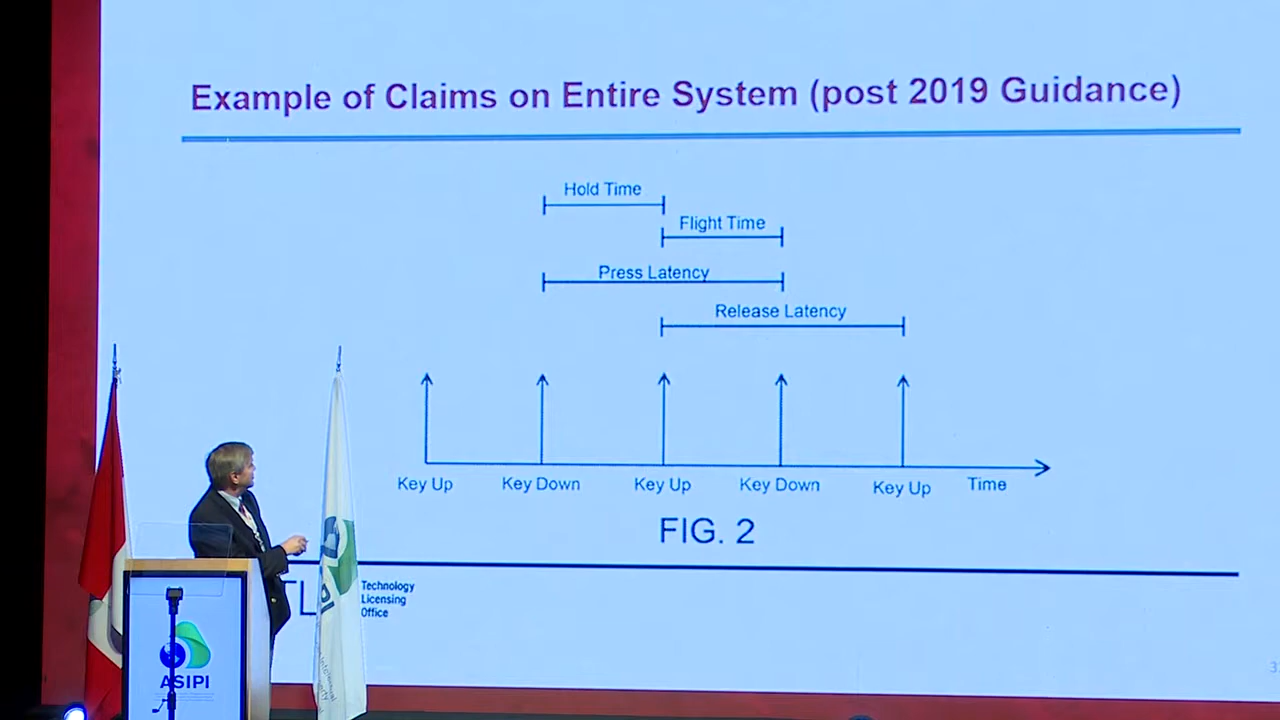 Example of Claims on Entire System (post 2019 Guidance)
Hold Time
Flight Time
Press Latency
Release Latency
Key Up
Key Down
Key Up
Key Down
Key Up
Time
FIG. 2
TL
Technology
Licensing
Office
ASIPI